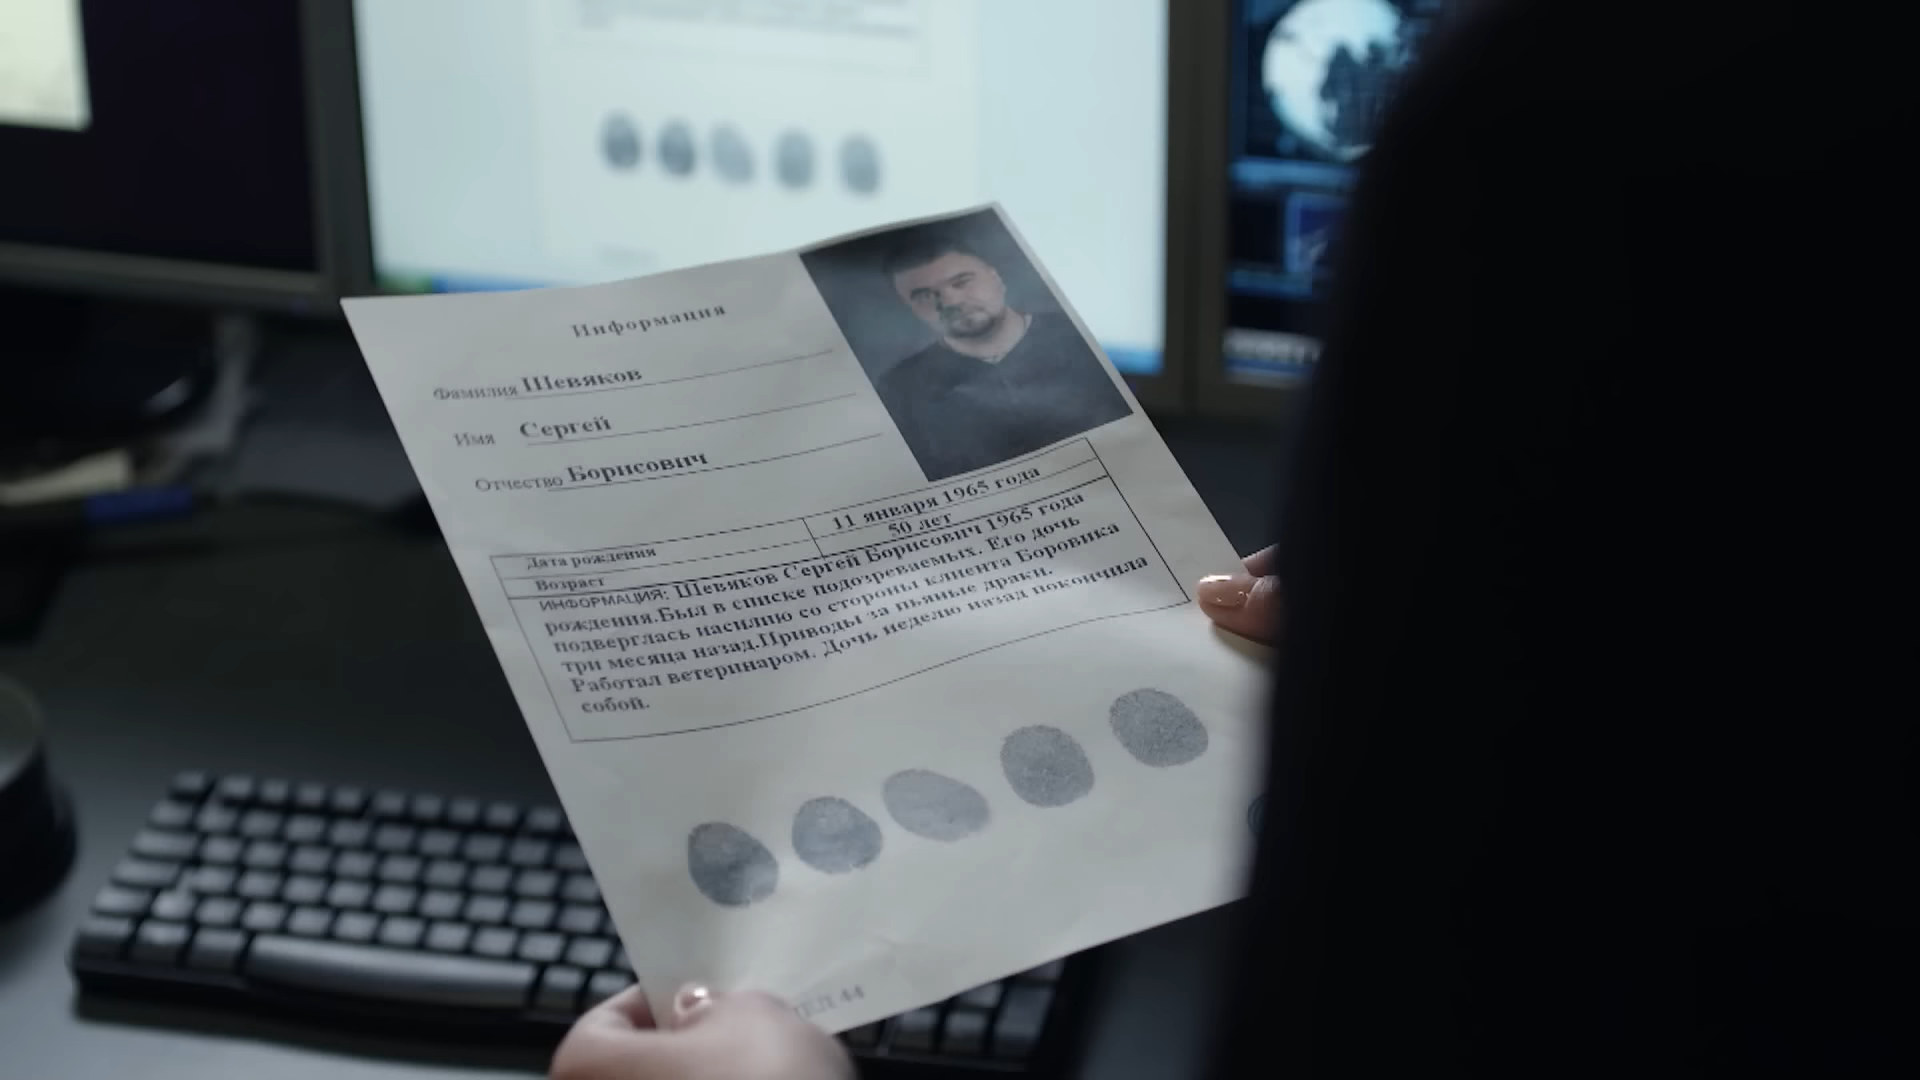 Информация
Фамилия Шевяков
Имя Сергей
Отчество Борисович
Дата рождения 11 января 1965 года
Возраст 50 лет
ИНФОРМАЦИЯ: Шевяков Сергей Борисович 1965 года
рождения.Был в списке подозреваемых. Его дочь
подверглась насилию со стороны клиента Боровика
три месяца назад.Приводы за пьяные драки.
Работал ветеринаром. Дочь неделю назад покончила
собой.
44